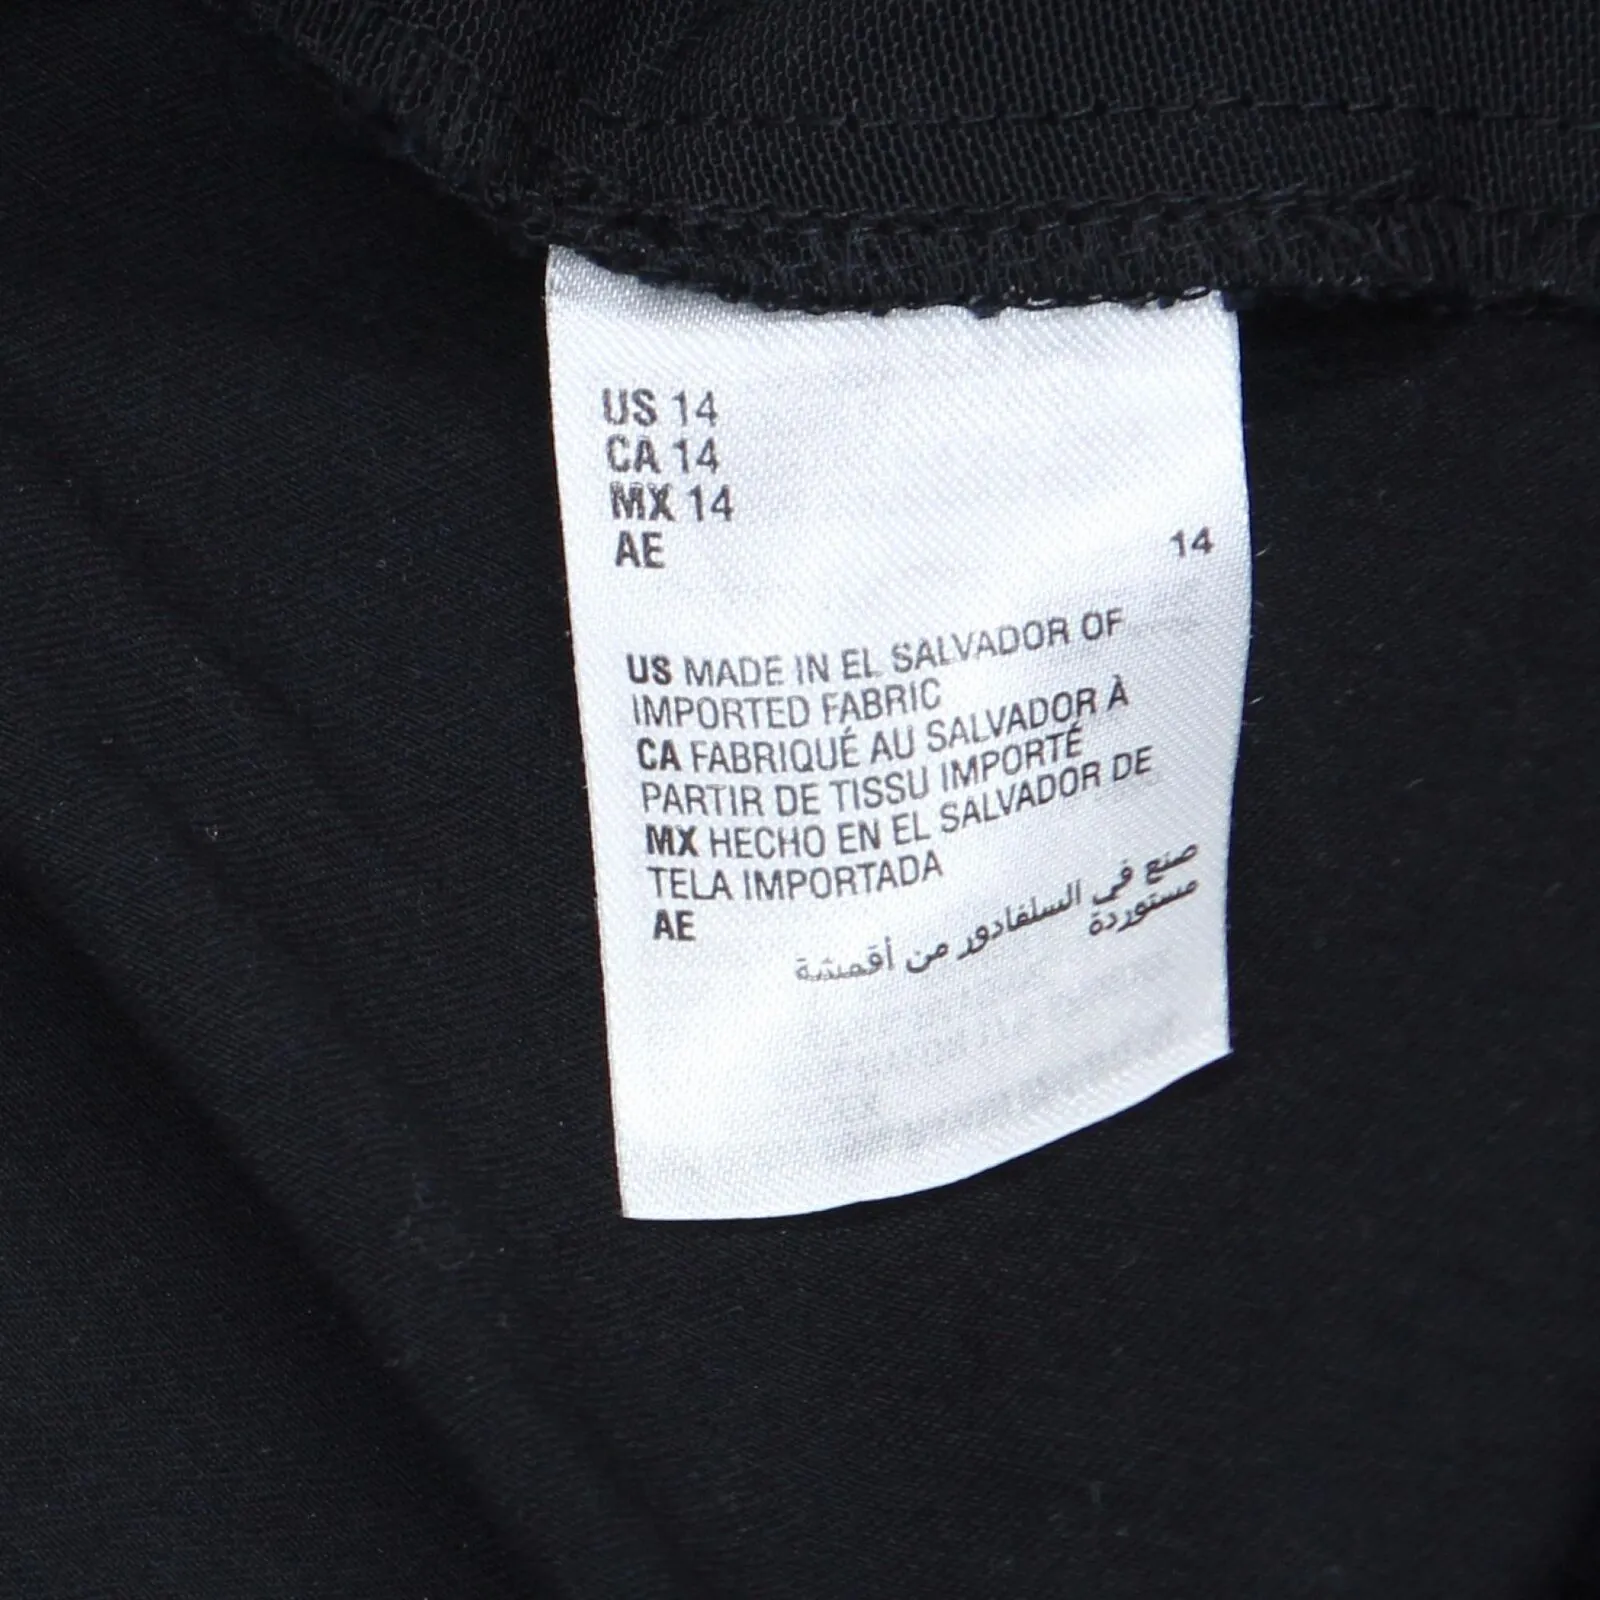 US 14
CA 14
MX 14
AE 14
US MADE IN EL SALVADOR OF
IMPORTED FABRIC
CA FABRIQUÉ AU SALVADOR À
PARTIR DE TISSU IMPORTÉ
MX HECHO EN EL SALVADOR DE
TELA IMPORTADA
AE صنع في السلفادور من أقمشة
مستوردة